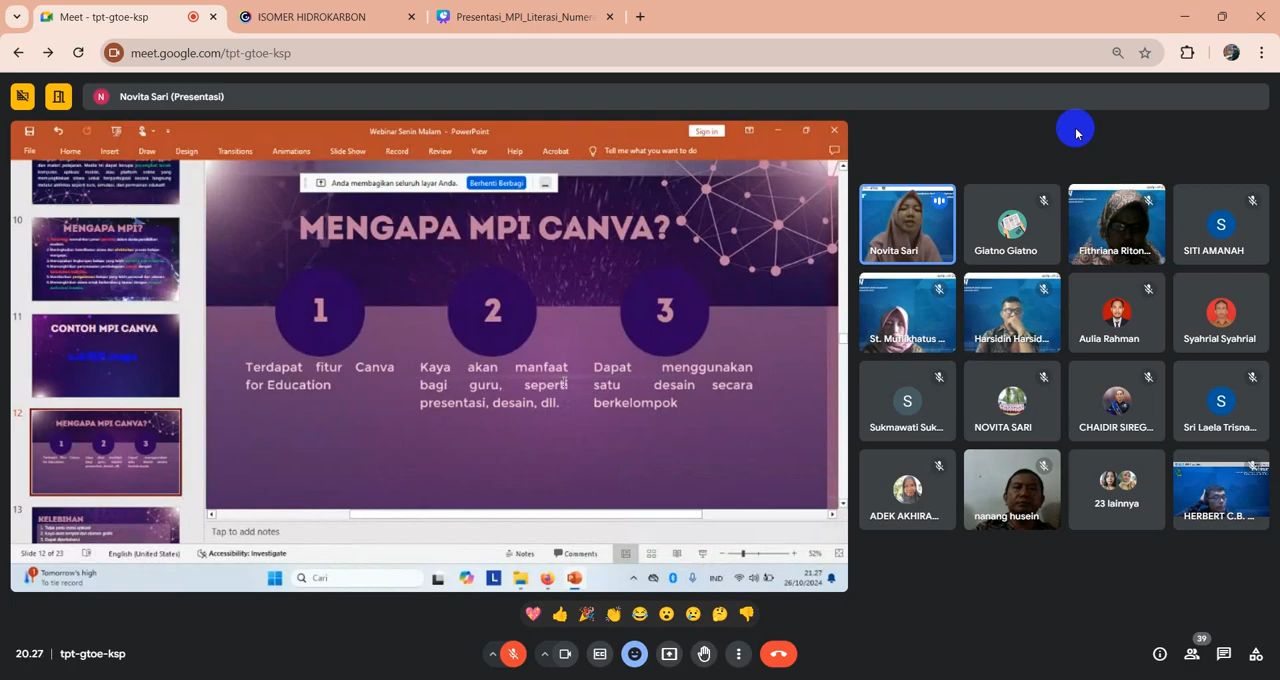 Meet - tpt-gtoe-ksp
ISOMER HIDROKARBON
Presentasi_MPI_Literasi_Numer
meet.google.com/tpt-gtoe-ksp
N Novita Sari (Presentasi)
Webinar Senin Malam - PowerPoint
Sign in
File Home Insert Draw Design Transitions Animations Slide Show Record Review View Help Acrobat Tell me what you want to do
Anda membagikan seluruh layar Anda. Berhenti Berbagi
10
MENGAPA MPI?
11
CONTOH MPI CANVA
12
MENGAPA MPI CANVA?
1 2 3
13
KELEBIHAN
MENGAPA MPI CANVA?
1
Terdapat fitur Canva
for Education
2
Kaya akan manfaat
bagi guru, seperti
presentasi, desain, dll.
3
Dapat menggunakan
satu desain secara
berkelompok
Tap to add notes
Slide 12 of 23 English (United States) Accessibility: Investigate Notes Comments 52%
Tomorrow's high
To tie record
Cari
IND
21.27
26/10/2024
Novita Sari
Giatno Giatno
Fithriana Riton...
S
SITI AMANAH
Harsidin Harsid...
Aulia Rahman
Syahrial Syahrial
S
Sukmawati Suk...
NOVITA SARI
CHAIDIR SIREG...
S
Sri Laela Trisna...
ADEK AKHIRA...
nanang husein
23 lainnya
HERBERT C.B. ...
20.27 tpt-gtoe-ksp
39